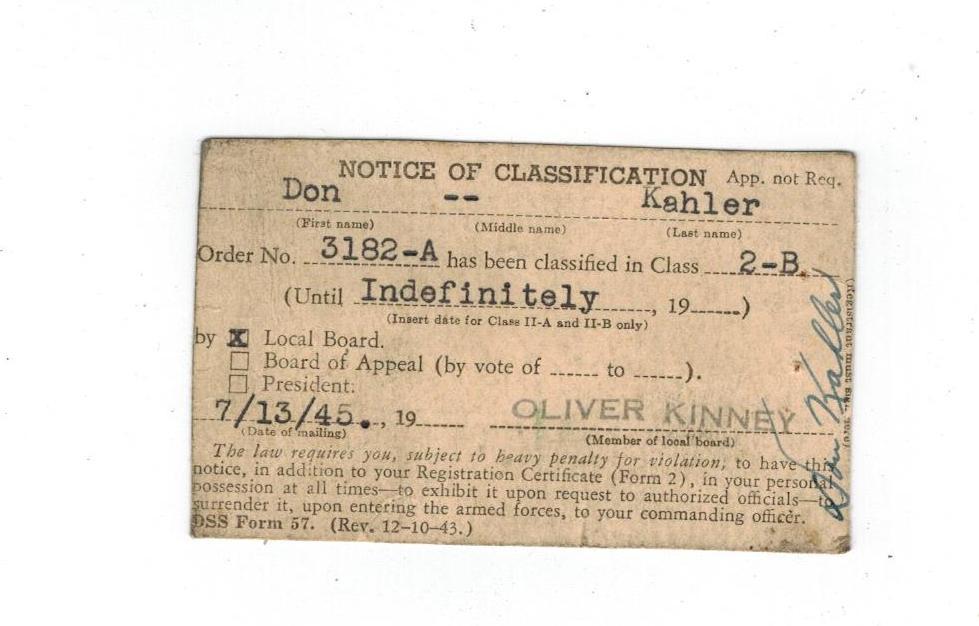 NOTICE OF CLASSIFICATION App. not Req.
Don -- Kahler
(First name) (Middle name) (Last name)
Order No. 3182-A has been classified in Class 2-B
(Until Indefinitely, 19......)
(Insert date for Class II-A and II-B only)
by X Local Board.
Board of Appeal (by vote of ...... to ......).
President:
7/13/45., 19...... OLIVER KINNEY
(Date of mailing) (Member of local board)
The law requires you, subject to heavy penalty for violation, to have this
notice, in addition to your Registration Certificate (Form 2), in your personal
possession at all times—to exhibit it upon request to authorized officials—to
surrender it, upon entering the armed forces, to your commanding officer.
DSS Form 57. (Rev. 12-10-43.)
Don Kahler
(Registrant must